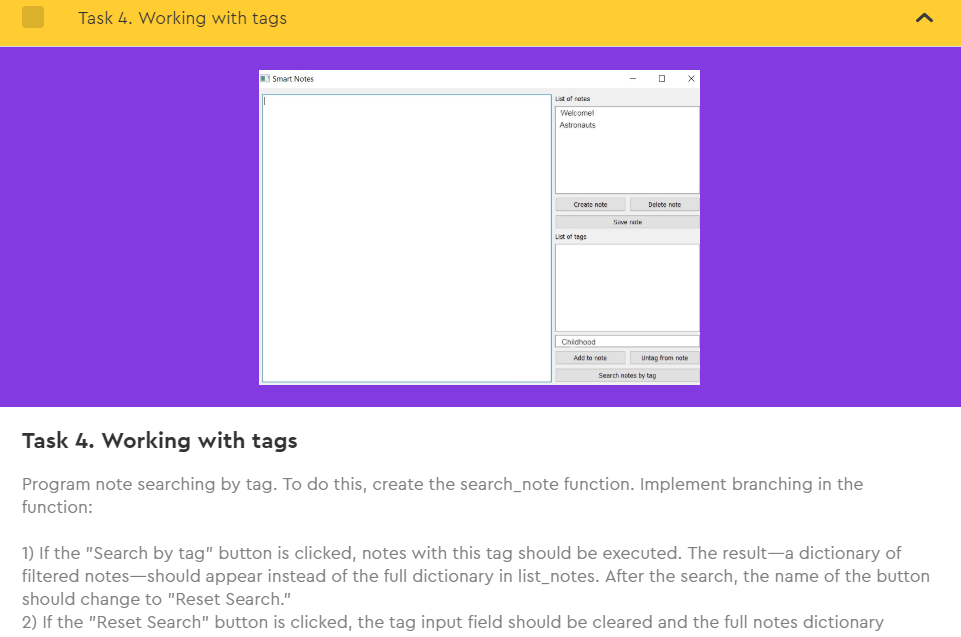 Task 4. Working with tags
Smart Notes
List of notes
Welcome!
Astronauts
Create note
Delete note
Save note
List of tags
Childhood
Add to note
Untag from note
Search notes by tag
Task 4. Working with tags
Program note searching by tag. To do this, create the search_note function. Implement branching in the
function:
1) If the "Search by tag" button is clicked, notes with this tag should be executed. The result—a dictionary of
filtered notes—should appear instead of the full dictionary in list_notes. After the search, the name of the button
should change to "Reset Search."
2) If the "Reset Search" button is clicked, the tag input field should be cleared and the full notes dictionary